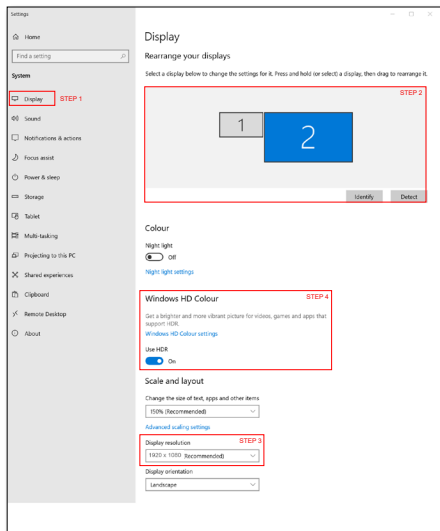 Settings
Home
Find a setting
System
Display STEP 1
Sound
Notifications & actions
Focus assist
Power & sleep
Storage
Tablet
Multi-tasking
Projecting to this PC
Shared experiences
Clipboard
Remote Desktop
About
Display
Rearrange your displays
Select a display below to change the settings for it. Press and hold (or select) a display, then drag to rearrange it.
STEP 2
1
2
Identify Detect
Colour
Night light
Off
Night light settings
Windows HD Colour STEP 4
Get a brighter and more vibrant picture for videos, games and apps that
support HDR.
Windows HD Colour settings
Use HDR
On
Scale and layout
Change the size of text, apps and other items
150% (Recommended)
Advanced scaling settings
Display resolution STEP 3
1920 x 1080 (Recommended)
Display orientation
Landscape